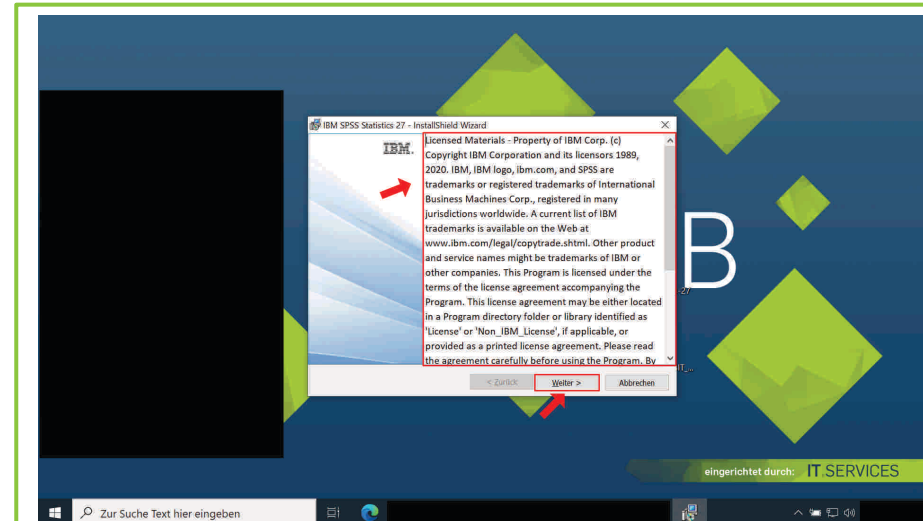 IBM SPSS Statistics 27 - InstallShield Wizard
IBM.
Licensed Materials - Property of IBM Corp. (c)
Copyright IBM Corporation and its licensors 1989,
2020. IBM, IBM logo, ibm.com, and SPSS are
trademarks or registered trademarks of International
Business Machines Corp., registered in many
jurisdictions worldwide. A current list of IBM
trademarks is available on the Web at
www.ibm.com/legal/copytrade.shtml. Other product
and service names might be trademarks of IBM or
other companies. This Program is licensed under the
terms of the license agreement accompanying the
Program. This license agreement may be either located
in a Program directory folder or library identified as
'License' or 'Non_IBM_License', if applicable, or
provided as a printed license agreement. Please read
the agreement carefully before using the Program. By
< Zurück
Weiter >
Abbrechen
B
27
IT_...
eingerichtet durch: IT.SERVICES
Zur Suche Text hier eingeben